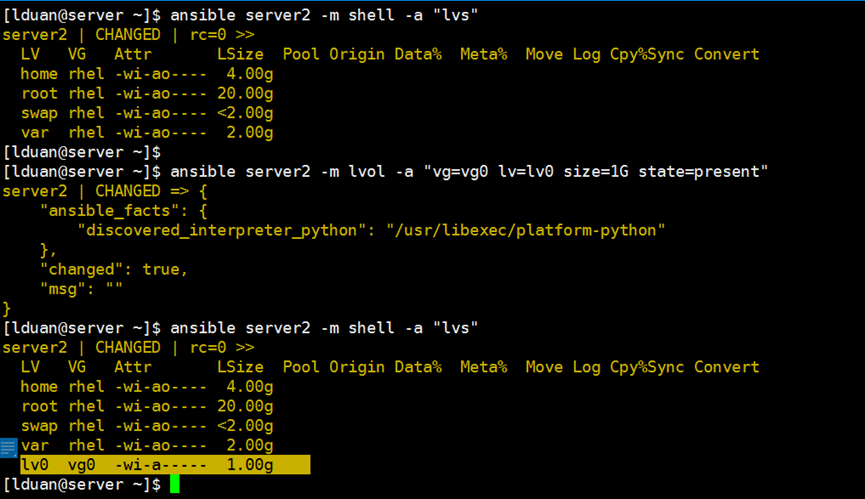 [lduan@server ~]$ ansible server2 -m shell -a "lvs"
server2 | CHANGED | rc=0 >>
  LV   VG   Attr       LSize  Pool Origin Data%  Meta%  Move Log Cpy%Sync Convert
  home rhel -wi-ao----  4.00g
  root rhel -wi-ao---- 20.00g
  swap rhel -wi-ao---- <2.00g
  var  rhel -wi-ao----  2.00g
[lduan@server ~]$
[lduan@server ~]$ ansible server2 -m lvol -a "vg=vg0 lv=lv0 size=1G state=present"
server2 | CHANGED => {
    "ansible_facts": {
        "discovered_interpreter_python": "/usr/libexec/platform-python"
    },
    "changed": true,
    "msg": ""
}
[lduan@server ~]$ ansible server2 -m shell -a "lvs"
server2 | CHANGED | rc=0 >>
  LV   VG   Attr       LSize  Pool Origin Data%  Meta%  Move Log Cpy%Sync Convert
  home rhel -wi-ao----  4.00g
  root rhel -wi-ao---- 20.00g
  swap rhel -wi-ao---- <2.00g
  var  rhel -wi-ao----  2.00g
  lv0  vg0  -wi-a-----  1.00g
[lduan@server ~]$